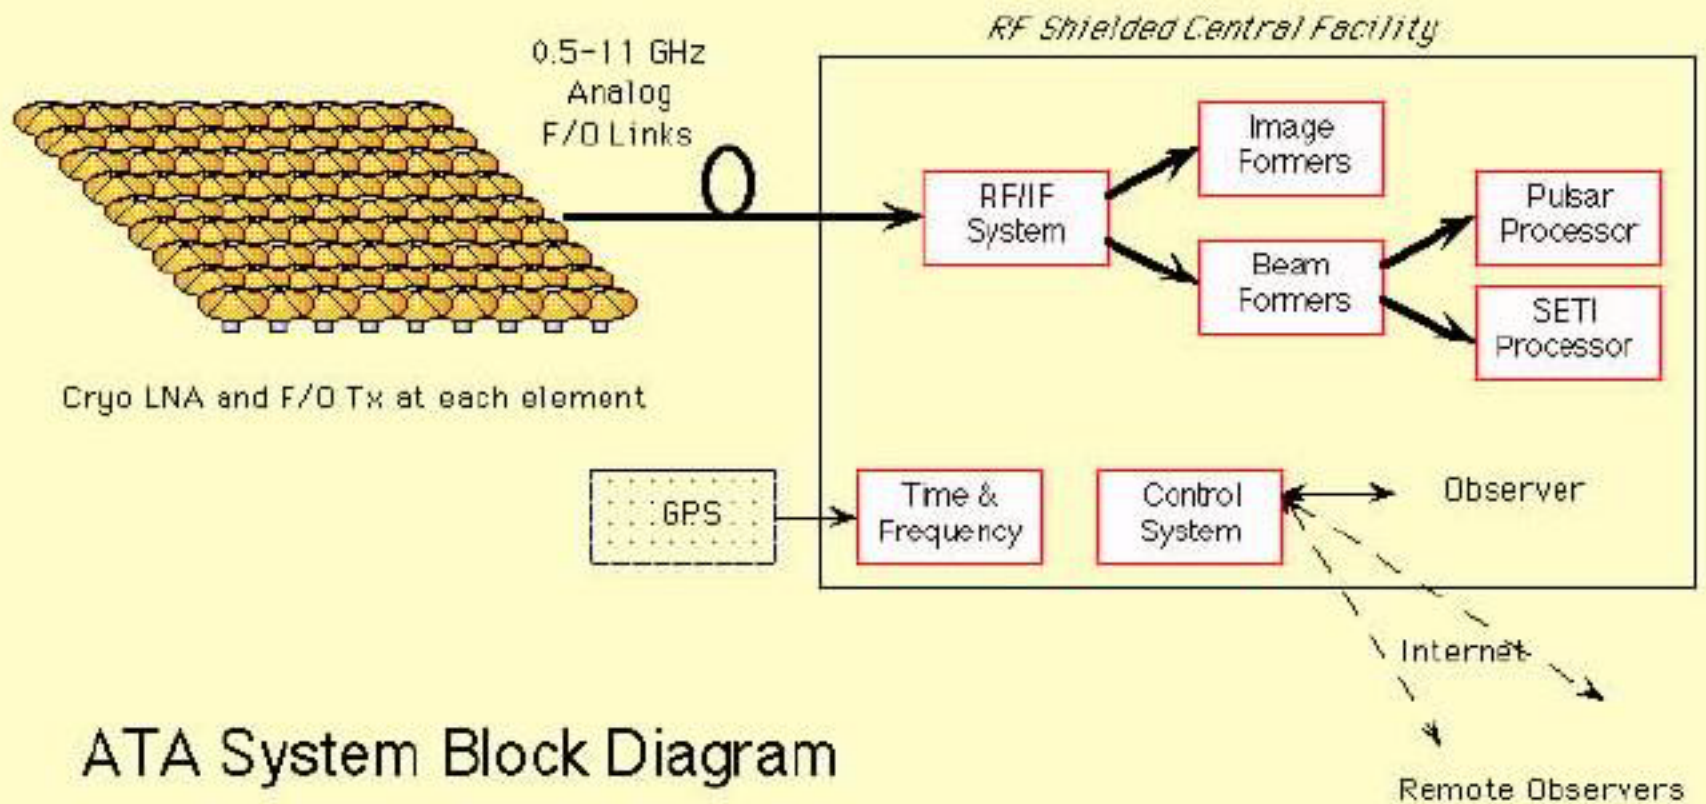 RF Shielded Central Facility
0.5-11 GHz
Analog
F/O Links
Image
Formers
RF/IF
System
Pulsar
Processor
Beam
Formers
SETI
Processor
Cryo LNA and F/O Tx at each element
GPS
Time &
Frequency
Control
System
Observer
Internet
ATA System Block Diagram
Remote Observers